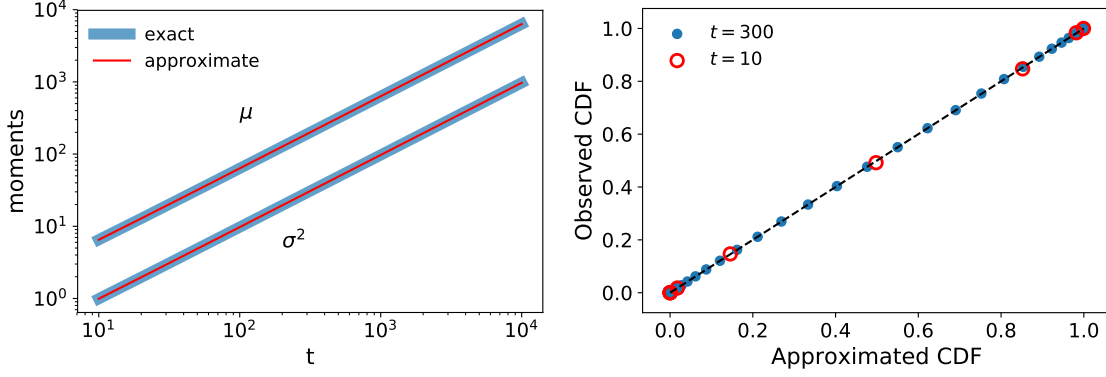 10⁴
10³
10²
10¹
10⁰
moments
exact
approximate
μ
σ²
10¹
10²
10³
10⁴
t
1.0
0.8
0.6
0.4
0.2
0.0
Observed CDF
t = 300
t = 10
0.0
0.2
0.4
0.6
0.8
1.0
Approximated CDF